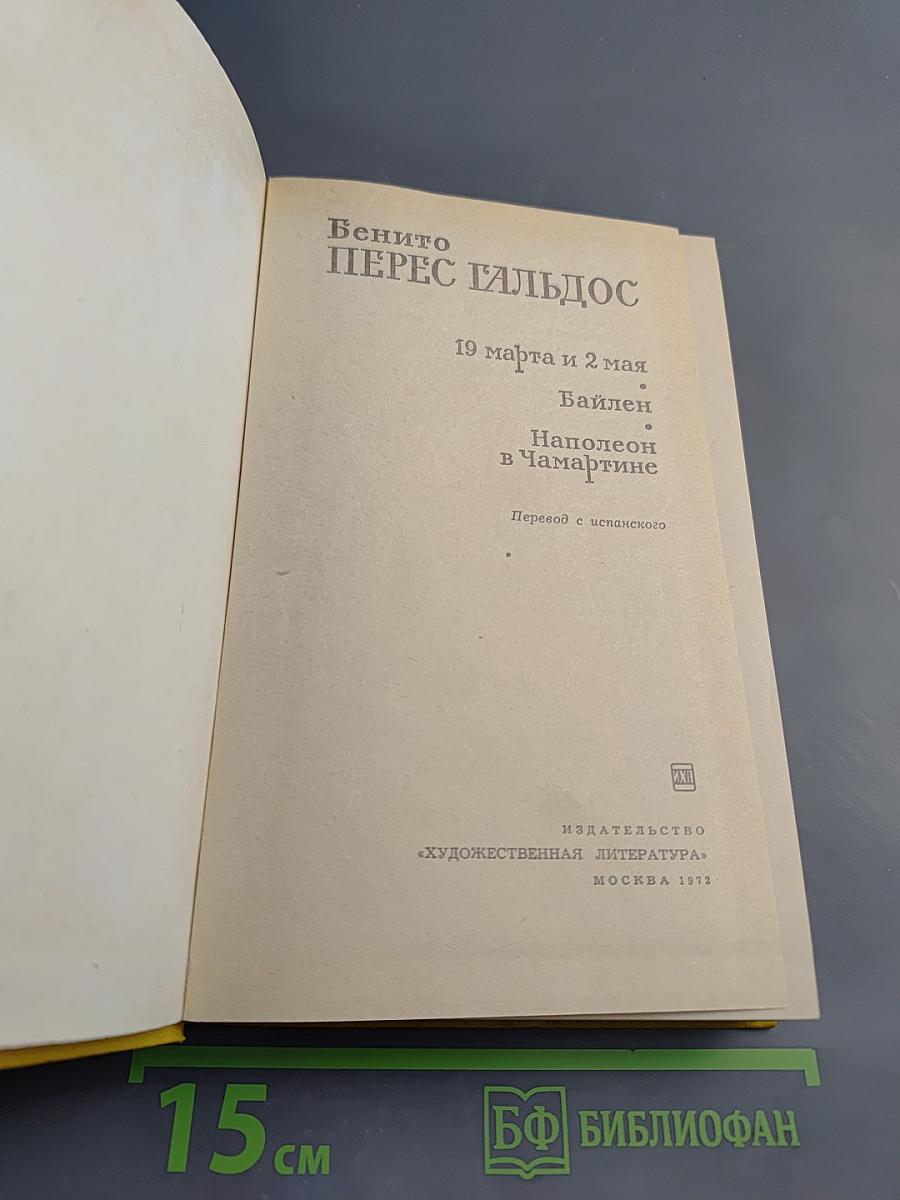 Бенито
ПЕРЕС ГАЛЬДОС
19 марта и 2 мая
•
Байлен
•
Наполеон
в Чамартине
Перевод с испанского
ИХЛ
ИЗДАТЕЛЬСТВО
«ХУДОЖЕСТВЕННАЯ ЛИТЕРАТУРА»
МОСКВА 1972
15 см
БФ БИБЛИОФАН